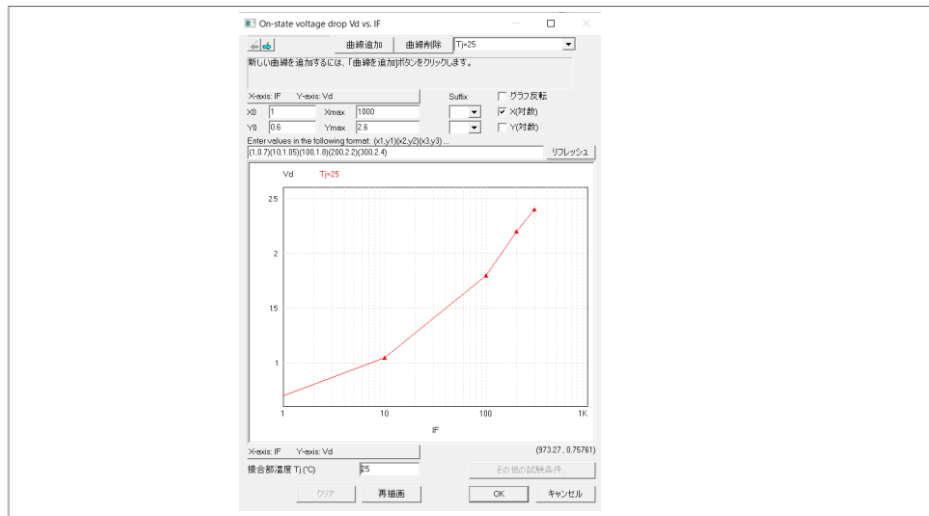 On-state voltage drop Vd vs. IF
曲線追加 曲線削除 Tj=25
新しい曲線を追加するには、「曲線を追加」ボタンをクリックします。
X-axis: IF Y-axis: Vd Suffix グラフ反転
X0 1 Xmax 1000 X(対数)
Y0 0.6 Ymax 2.6 Y(対数)
Enter values in the following format: (x1,y1)(x2,y2)(x3,y3) ...
(1,0.7)(10,1.05)(100,1.8)(200,2.2)(300,2.4) リフレッシュ
Vd Tj=25
2.5
2
1.5
1
1 10 100 1K
IF
X-axis: IF Y-axis: Vd (973.27 , 0.75761)
接合部温度 Tj (℃) 25 その他の試験条件...
クリア 再描画 OK キャンセル